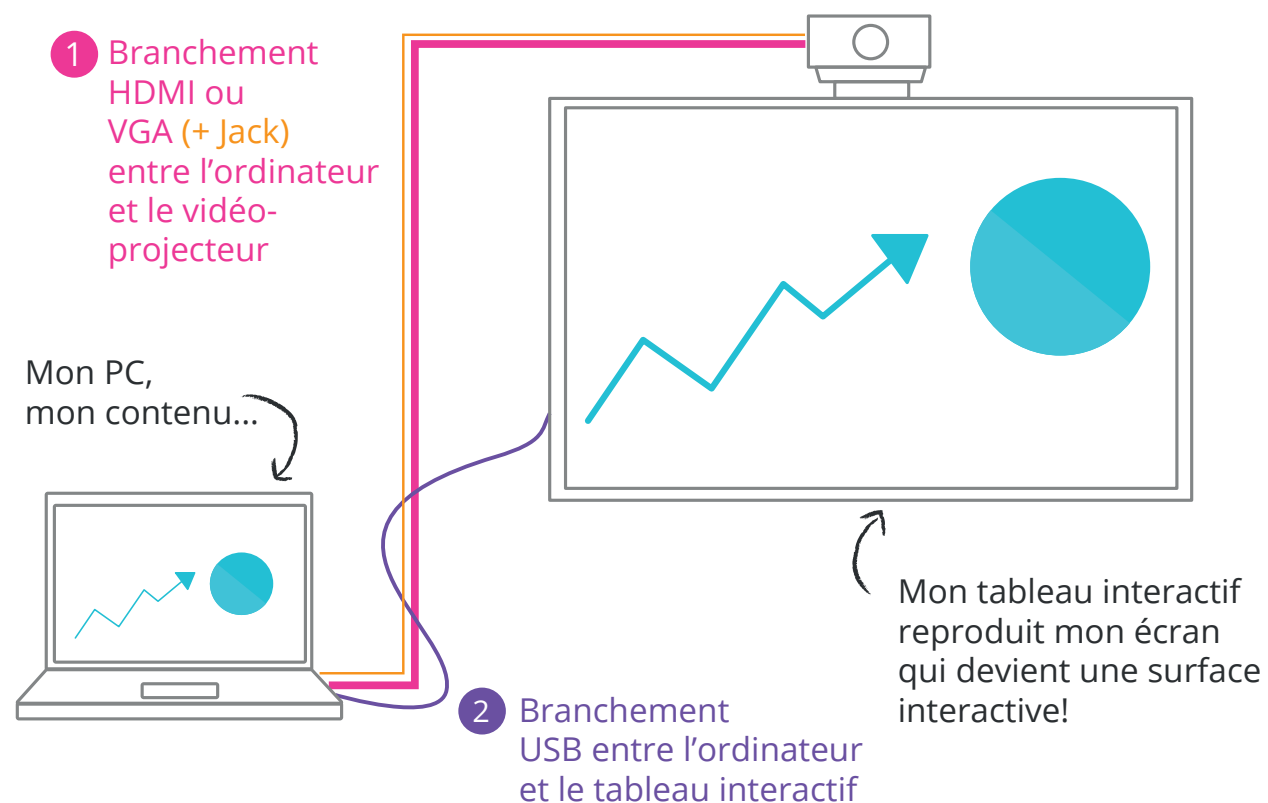 1 Branchement
HDMI ou
VGA (+ Jack)
entre l’ordinateur
et le vidéo-
projecteur
Mon PC,
mon contenu...
Mon tableau interactif
reproduit mon écran
qui devient une surface
interactive!
2 Branchement
USB entre l’ordinateur
et le tableau interactif